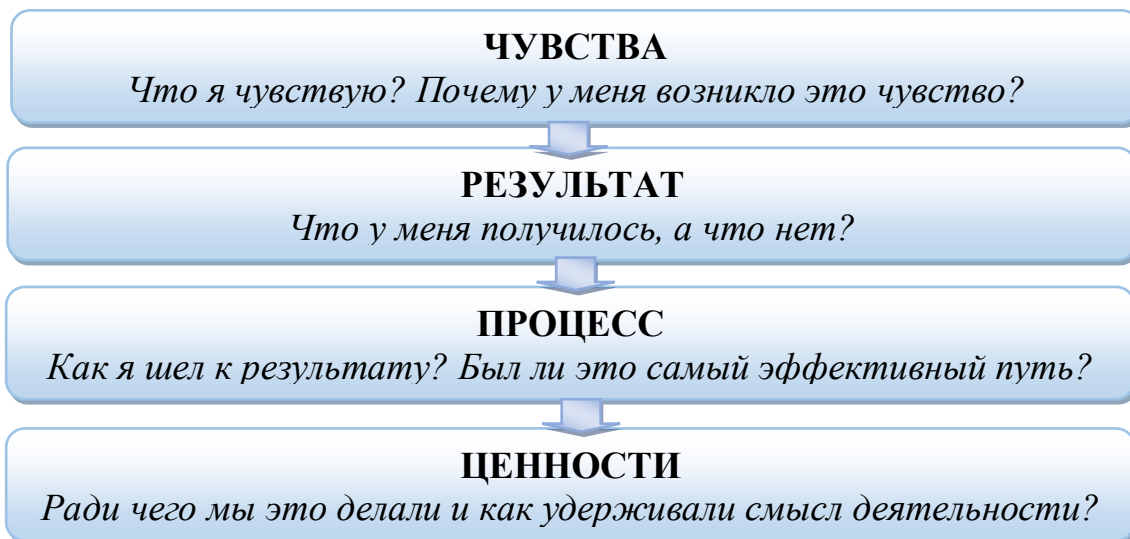 ЧУВСТВА
Что я чувствую? Почему у меня возникло это чувство?
РЕЗУЛЬТАТ
Что у меня получилось, а что нет?
ПРОЦЕСС
Как я шел к результату? Был ли это самый эффективный путь?
ЦЕННОСТИ
Ради чего мы это делали и как удерживали смысл деятельности?